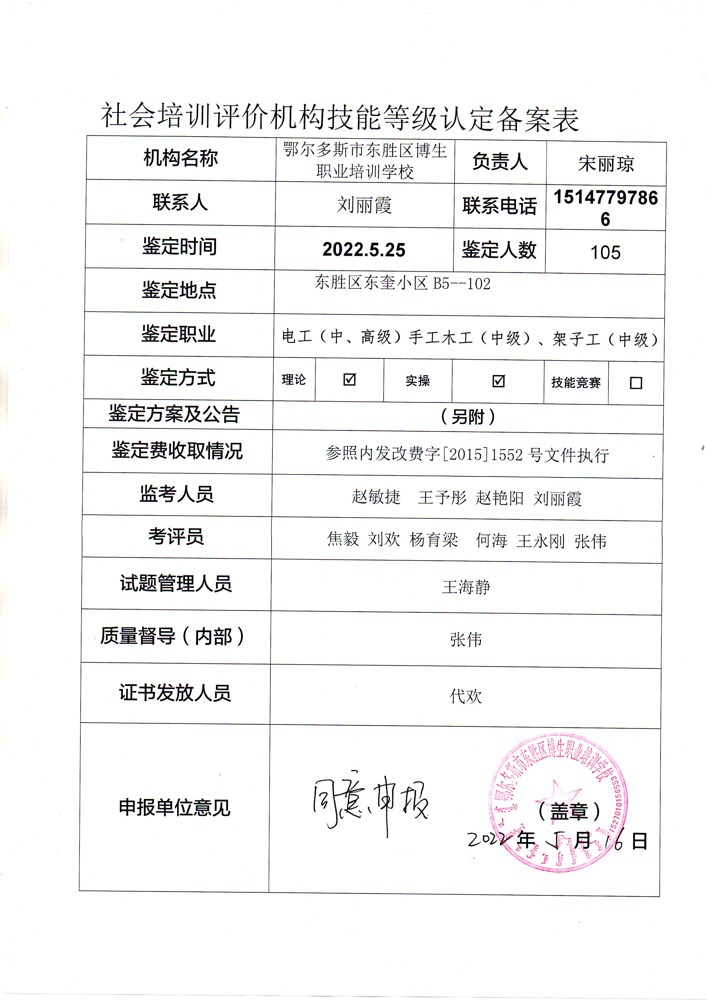 社会培训评价机构技能等级认定备案表
机构名称
鄂尔多斯市东胜区博生
职业培训学校
负责人
宋丽琼
联系人
刘丽霞
联系电话
1514779786
6
鉴定时间
2022.5.25
鉴定人数
105
鉴定地点
东胜区东奎小区 B5--102
鉴定职业
电工（中、高级）手工木工（中级）、架子工（中级）
鉴定方式
理论 ☑ 实操 ☑ 技能竞赛 □
鉴定方案及公告
（另附）
鉴定费收取情况
参照内发改费字[2015]1552 号文件执行
监考人员
赵敏捷 王予彤 赵艳阳 刘丽霞
考评员
焦毅 刘欢 杨育梁 何海 王永刚 张伟
试题管理人员
王海静
质量督导（内部）
张伟
证书发放人员
代欢
申报单位意见
同意申报
鄂尔多斯市东胜区博生职业培训学校
（盖章）
2022 年 5 月 16 日